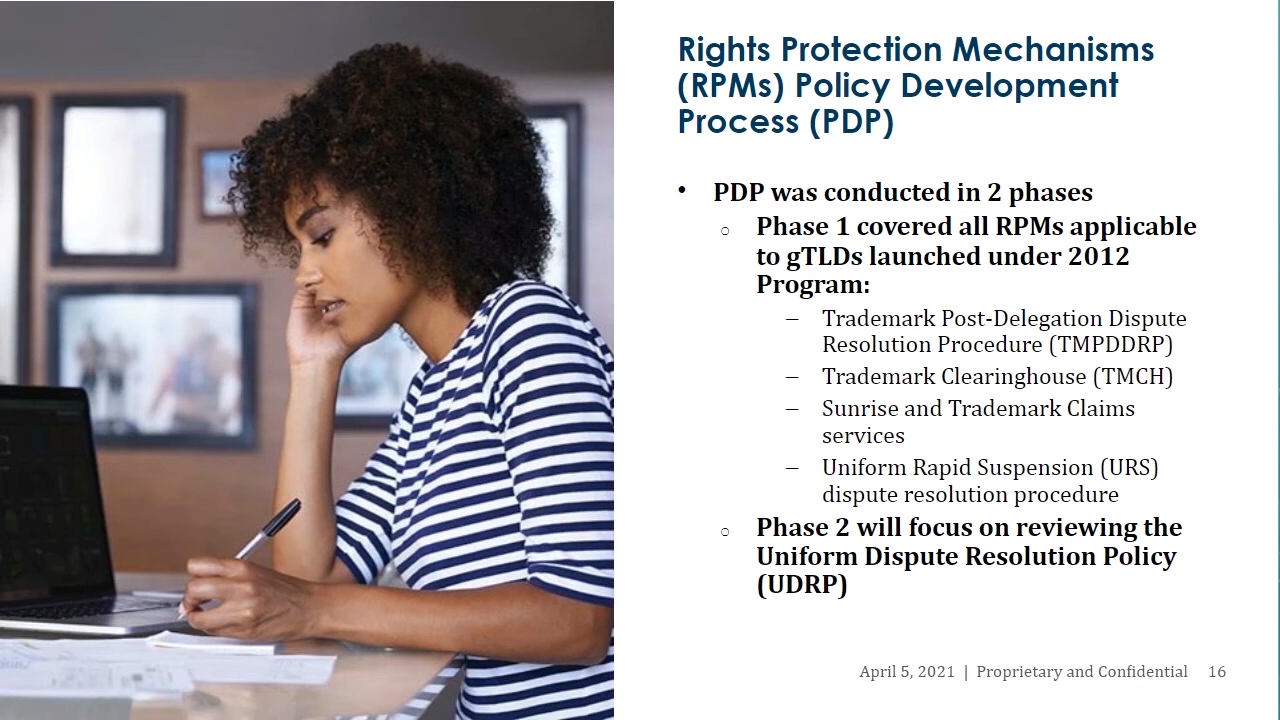 Rights Protection Mechanisms
(RPMs) Policy Development
Process (PDP)
• PDP was conducted in 2 phases
○ Phase 1 covered all RPMs applicable
to gTLDs launched under 2012
Program:
– Trademark Post-Delegation Dispute
Resolution Procedure (TMPDDRP)
– Trademark Clearinghouse (TMCH)
– Sunrise and Trademark Claims
services
– Uniform Rapid Suspension (URS)
dispute resolution procedure
○ Phase 2 will focus on reviewing the
Uniform Dispute Resolution Policy
(UDRP)
April 5, 2021 | Proprietary and Confidential 16